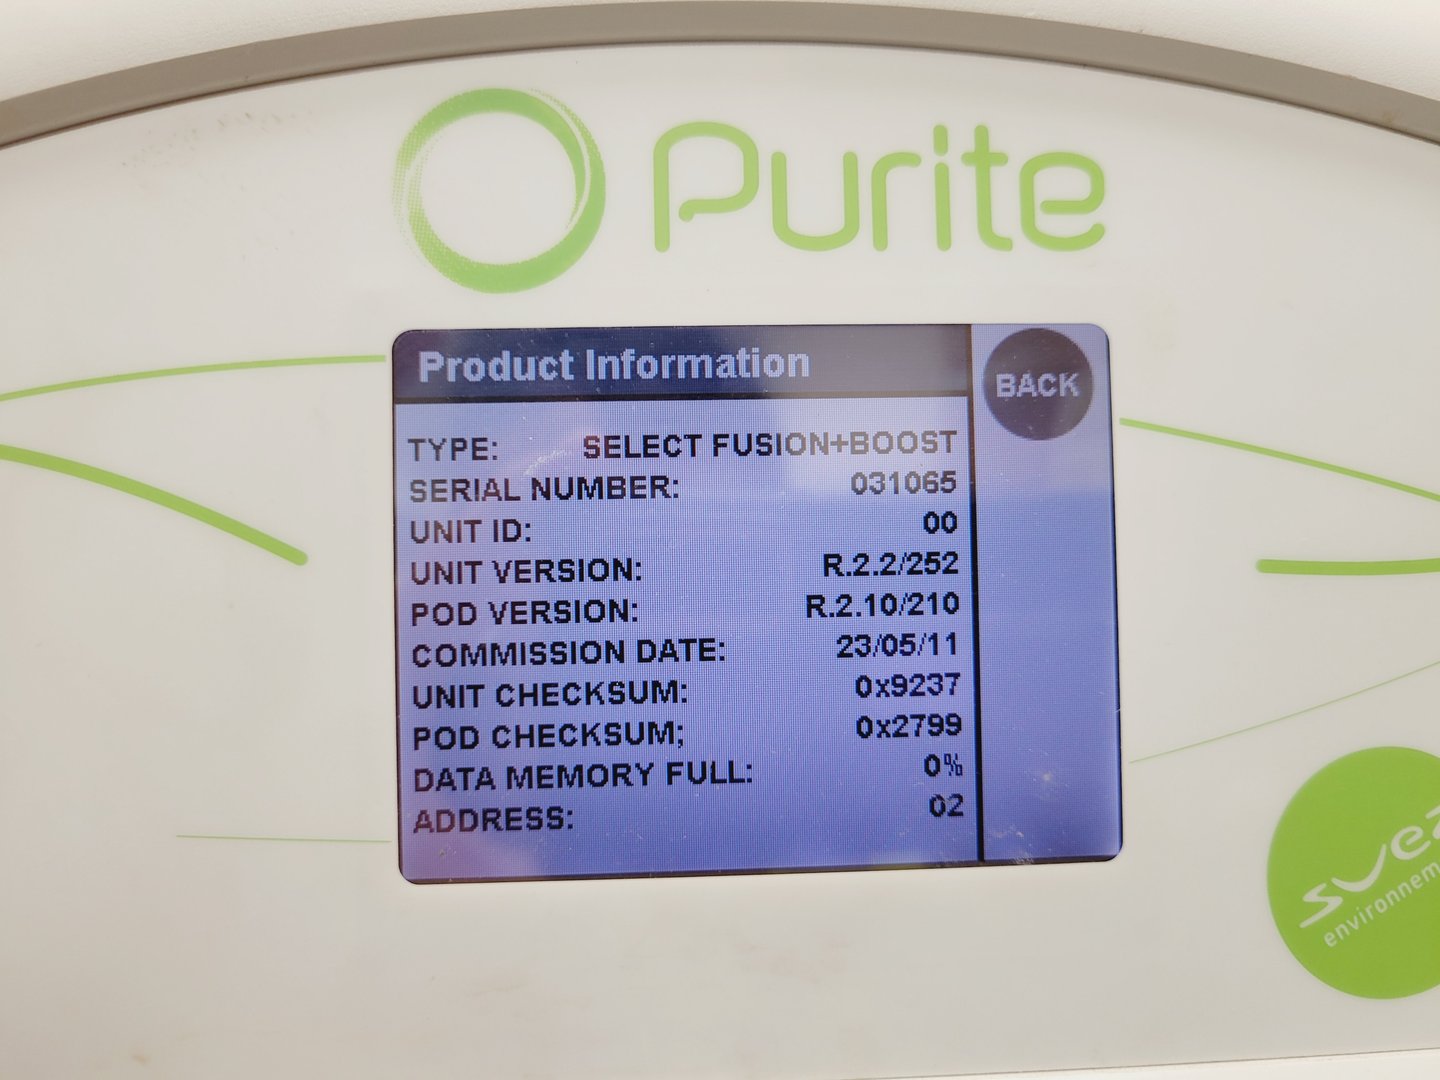 Purite
Product Information
BACK
TYPE: SELECT FUSION+BOOST
SERIAL NUMBER: 031065
UNIT ID: 00
UNIT VERSION: R.2.2/252
POD VERSION: R.2.10/210
COMMISSION DATE: 23/05/11
UNIT CHECKSUM: 0x9237
POD CHECKSUM; 0x2799
DATA MEMORY FULL: 0%
ADDRESS: 02